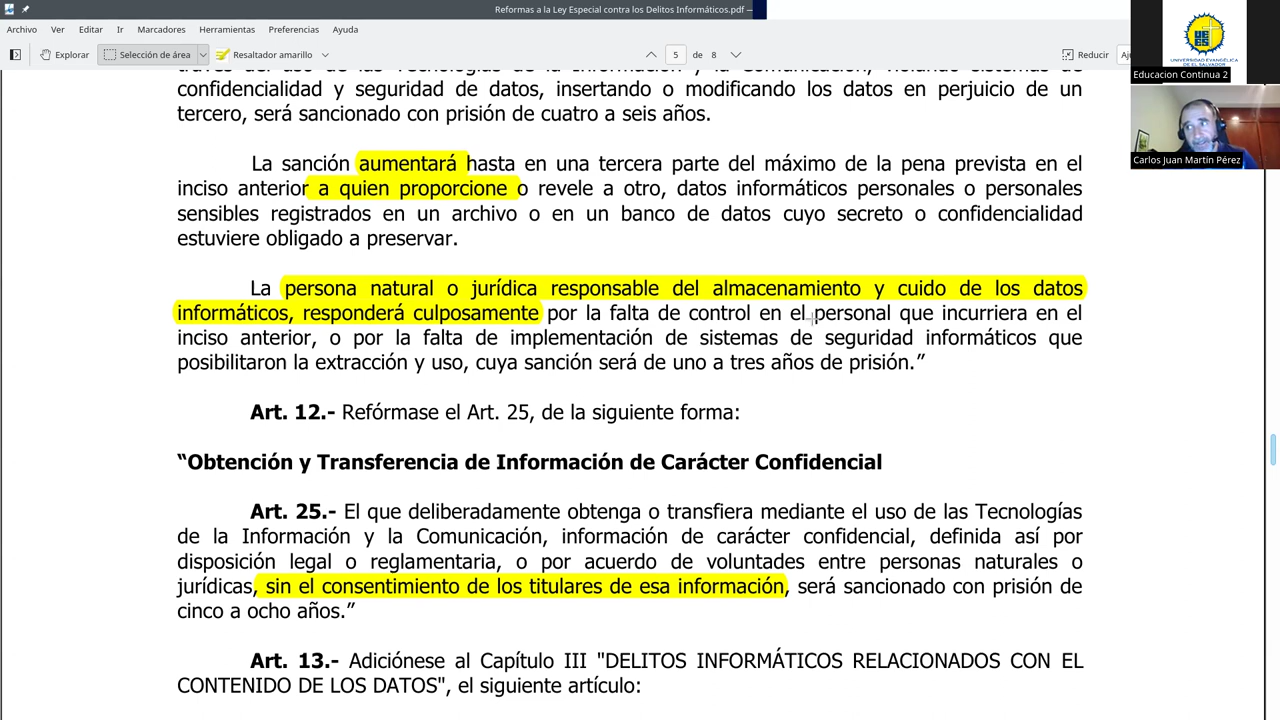 Reformas a la Ley Especial contra los Delitos Informáticos.pdf —
Archivo Ver Editar Ir Marcadores Herramientas Preferencias Ayuda
Explorar Selección de área Resaltador amarillo 5 de 8 Reducir
UEES
UNIVERSIDAD EVANGÉLICA
DE EL SALVADOR
Educacion Continua 2
Carlos Juan Martín Pérez
confidencialidad y seguridad de datos, insertando o modificando los datos en perjuicio de un
tercero, será sancionado con prisión de cuatro a seis años.
La sanción aumentará hasta en una tercera parte del máximo de la pena prevista en el
inciso anterior a quien proporcione o revele a otro, datos informáticos personales o personales
sensibles registrados en un archivo o en un banco de datos cuyo secreto o confidencialidad
estuviere obligado a preservar.
La persona natural o jurídica responsable del almacenamiento y cuido de los datos
informáticos, responderá culposamente por la falta de control en el personal que incurriera en el
inciso anterior, o por la falta de implementación de sistemas de seguridad informáticos que
posibilitaron la extracción y uso, cuya sanción será de uno a tres años de prisión.”
Art. 12.- Refórmase el Art. 25, de la siguiente forma:
“Obtención y Transferencia de Información de Carácter Confidencial
Art. 25.- El que deliberadamente obtenga o transfiera mediante el uso de las Tecnologías
de la Información y la Comunicación, información de carácter confidencial, definida así por
disposición legal o reglamentaria, o por acuerdo de voluntades entre personas naturales o
jurídicas, sin el consentimiento de los titulares de esa información, será sancionado con prisión de
cinco a ocho años.”
Art. 13.- Adiciónese al Capítulo III "DELITOS INFORMÁTICOS RELACIONADOS CON EL
CONTENIDO DE LOS DATOS", el siguiente artículo: